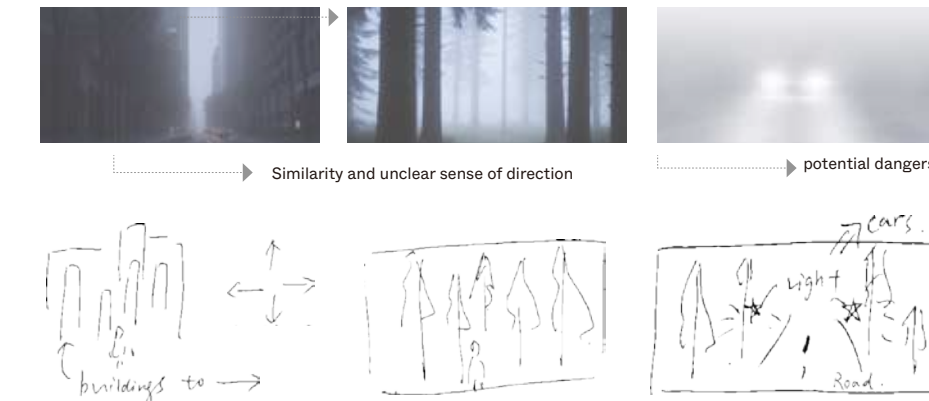 Similarity and unclear sense of direction
potential dangers
cars.
light
buildings to
Road.